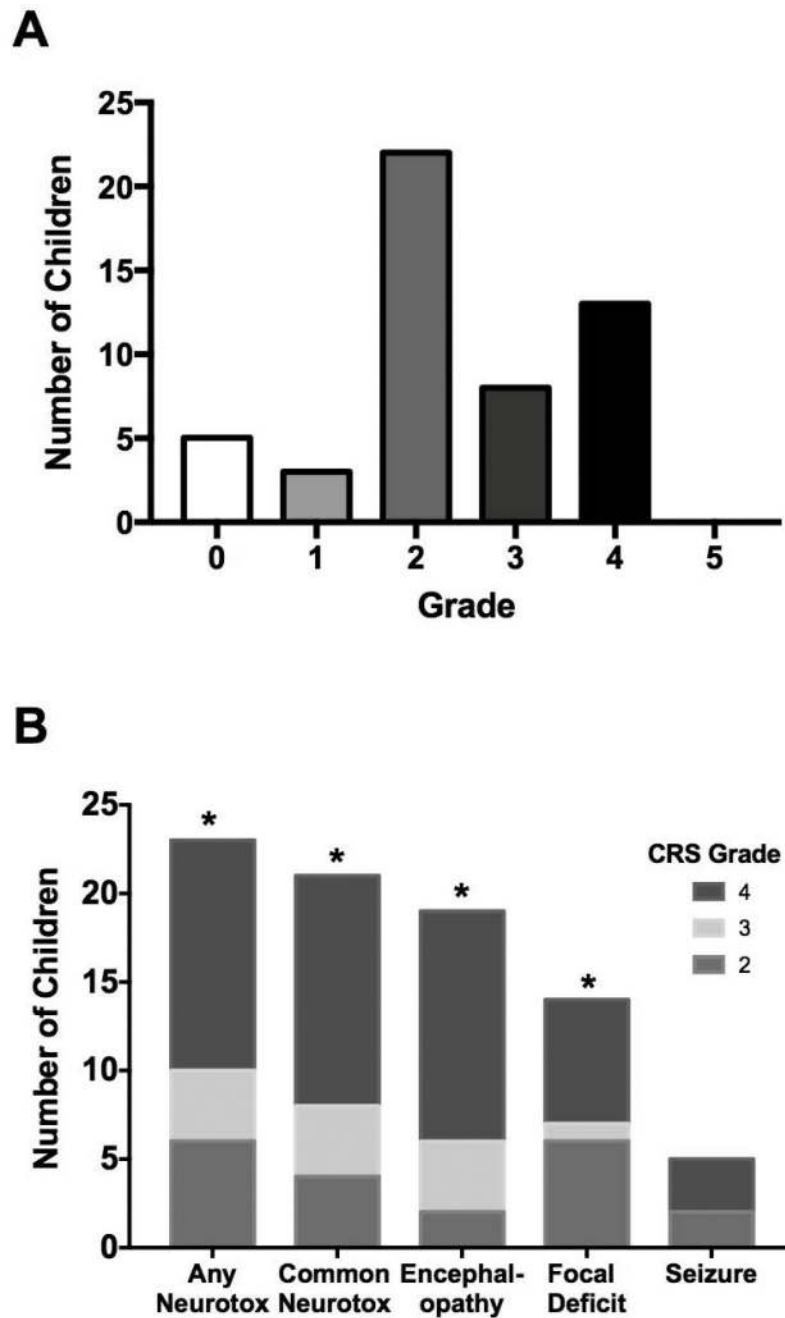 A
25
20
15
10
5
0
Number of Children
0 1 2 3 4 5
Grade
B
25
20
15
10
5
0
Number of Children
*
*
*
*
CRS Grade
4
3
2
Any Common Encephal- Focal Seizure
Neurotox Neurotox opathy Deficit